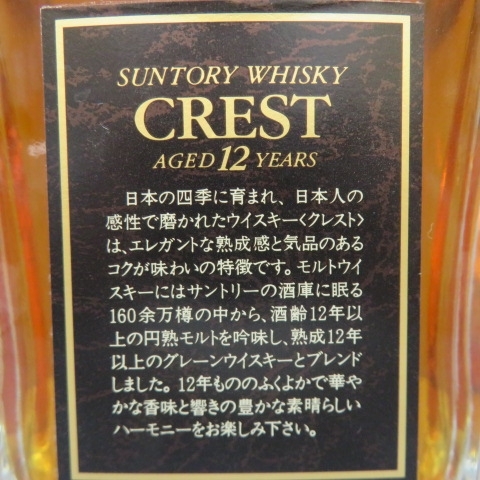 SUNTORY WHISKY
CREST
AGED 12 YEARS
日本の四季に育まれ、日本人の
感性で磨かれたウイスキー〈クレスト〉
は、エレガントな熟成感と気品のある
コクが味わいの特徴です。モルトウイ
スキーにはサントリーの酒庫に眠る
160余万樽の中から、酒齢12年以
上の円熟モルトを吟味し、熟成12年
以上のグレーンウイスキーとブレンド
しました。12年もののふくよかで華や
かな香味と響きの豊かな素晴らしい
ハーモニーをお楽しみ下さい。